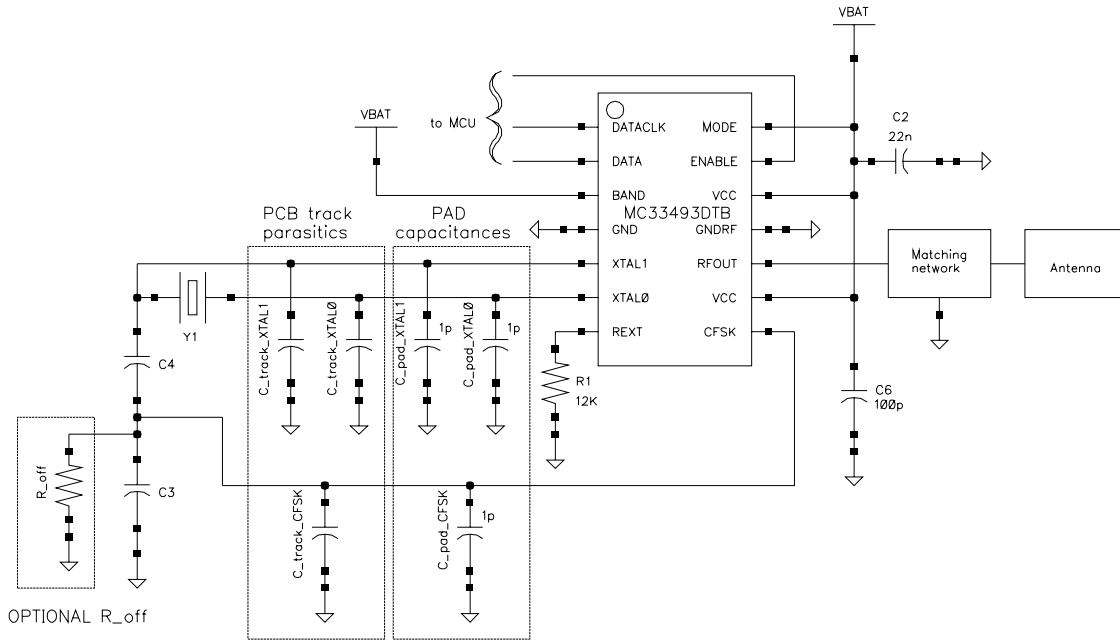 VBAT
VBAT
to MCU
C2
22n
DATACLK
MODE
DATA
ENABLE
BAND
VCC
MC33493DTB
GND
GNDRF
XTAL1
RFOUT
XTAL0
VCC
REXT
CFSK
PCB track
parasitics
PAD
capacitances
Matching
network
Antenna
Y1
C_track_XTAL1
C_track_XTAL0
C_pad_XTAL1
1p
C_pad_XTAL0
1p
R1
12K
C4
C6
100p
R_off
C3
C_track_CFSK
C_pad_CFSK
1p
OPTIONAL R_off